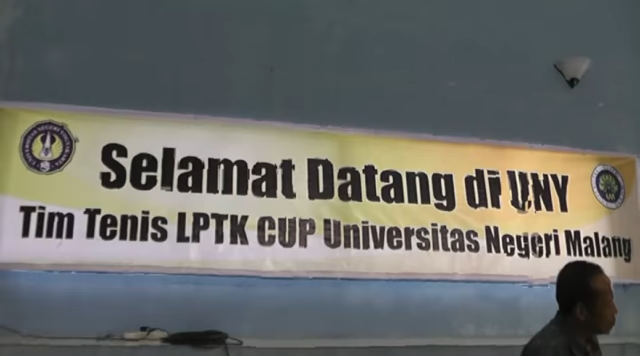 Selamat Datang di UNY
Tim Tenis LPTK CUP Universitas Negeri Malang